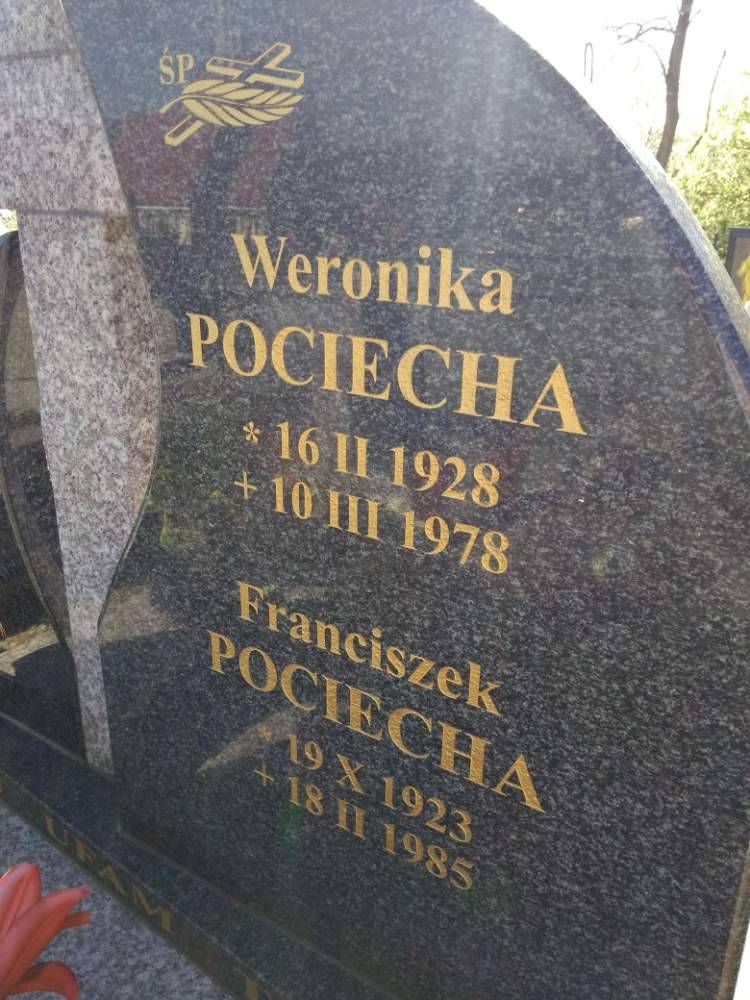 ŚP
Weronika
POCIECHA
* 16 II 1928
+ 10 III 1978
Franciszek
POCIECHA
* 19 X 1923
+ 18 II 1985
UFAM